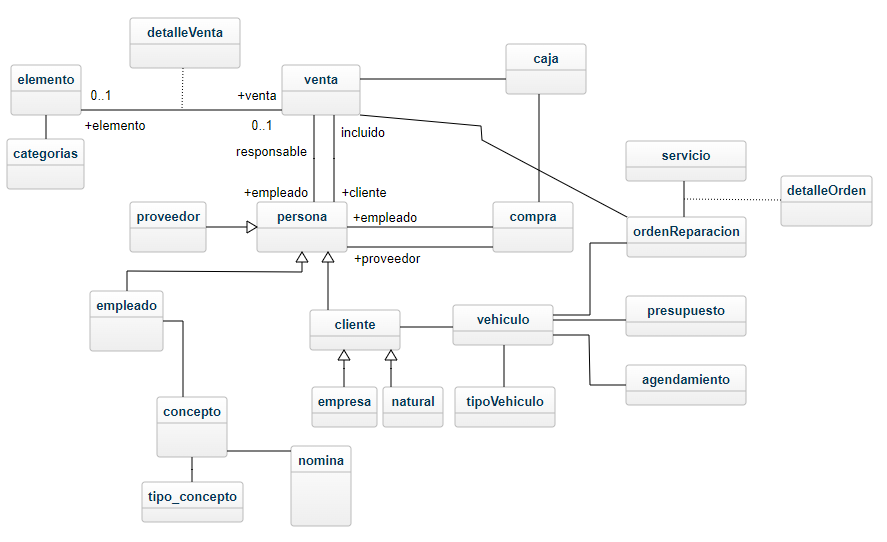 detalleVenta
elemento
venta
caja
0..1
+venta
+elemento
0..1
incluido
categorias
responsable
servicio
+empleado
+cliente
detalleOrden
proveedor
persona
+empleado
compra
ordenReparacion
+proveedor
empleado
cliente
vehiculo
presupuesto
agendamiento
empresa
natural
tipoVehiculo
concepto
nomina
tipo_concepto